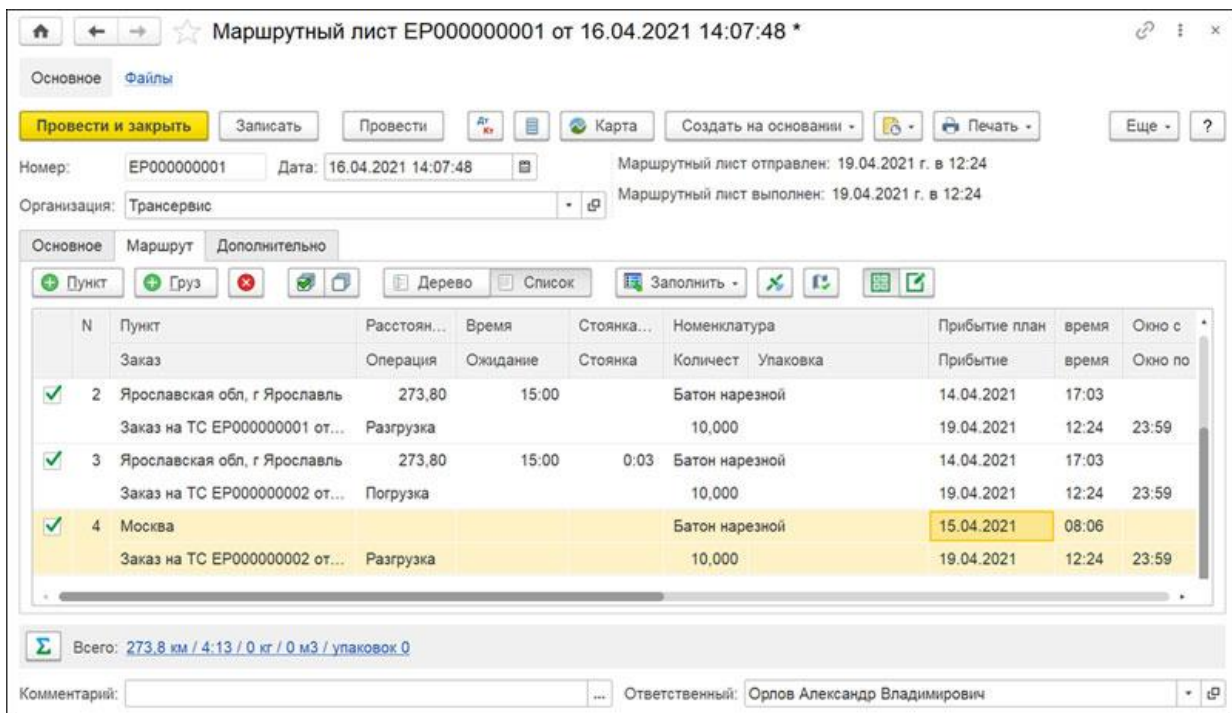 Маршрутный лист ЕР000000001 от 16.04.2021 14:07:48 *
Основное Файлы
Провести и закрыть Записать Провести Дт Кт Карта Создать на основании Печать Еще ?
Номер: ЕР000000001 Дата: 16.04.2021 14:07:48 Маршрутный лист отправлен: 19.04.2021 г. в 12:24
Маршрутный лист выполнен: 19.04.2021 г. в 12:24
Организация: Трансервис
Основное Маршрут Дополнительно
Пункт Груз Дерево Список Заполнить
N Пункт Расстоян... Время Стоянка... Номенклатура Прибытие план время Окно с
Заказ Операция Ожидание Стоянка Количест Упаковка Прибытие время Окно по
2 Ярославская обл, г Ярославль 273,80 15:00 Батон нарезной 14.04.2021 17:03
Заказ на ТС ЕР000000001 от... Разгрузка 10,000 19.04.2021 12:24 23:59
3 Ярославская обл, г Ярославль 273,80 15:00 0:03 Батон нарезной 14.04.2021 17:03
Заказ на ТС ЕР000000002 от... Погрузка 10,000 19.04.2021 12:24 23:59
4 Москва Батон нарезной 15.04.2021 08:06
Заказ на ТС ЕР000000002 от... Разгрузка 10,000 19.04.2021 12:24 23:59
Σ Всего: 273,8 км / 4:13 / 0 кг / 0 м3 / упаковок 0
Комментарий: ... Ответственный: Орлов Александр Владимирович